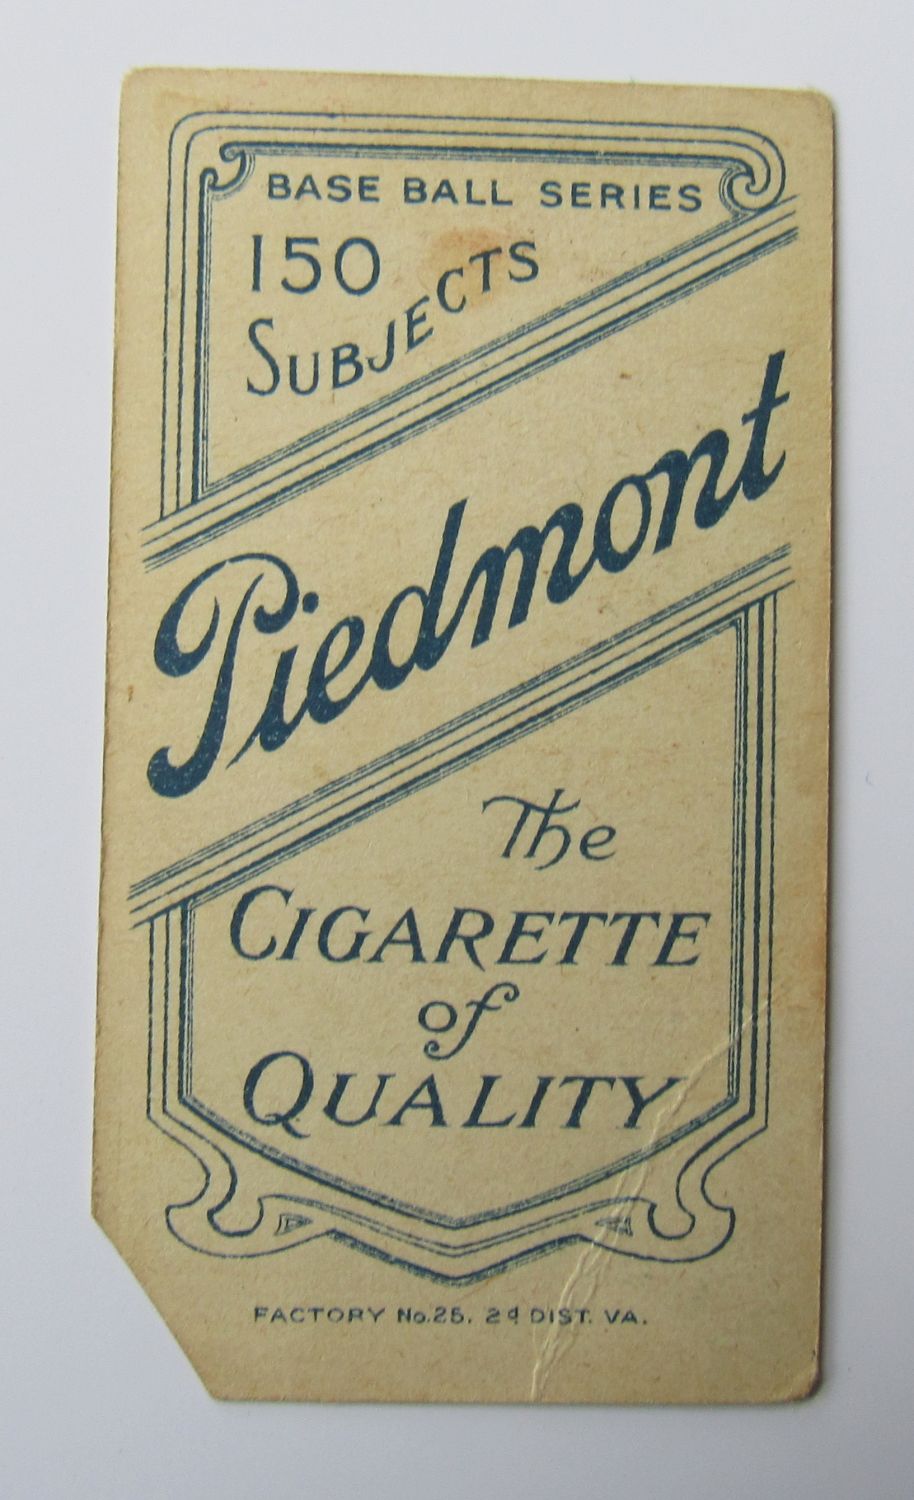 BASE BALL SERIES
150
SUBJECTS
Piedmont
The
CIGARETTE
of
QUALITY
FACTORY No.25. 2d DIST. VA.